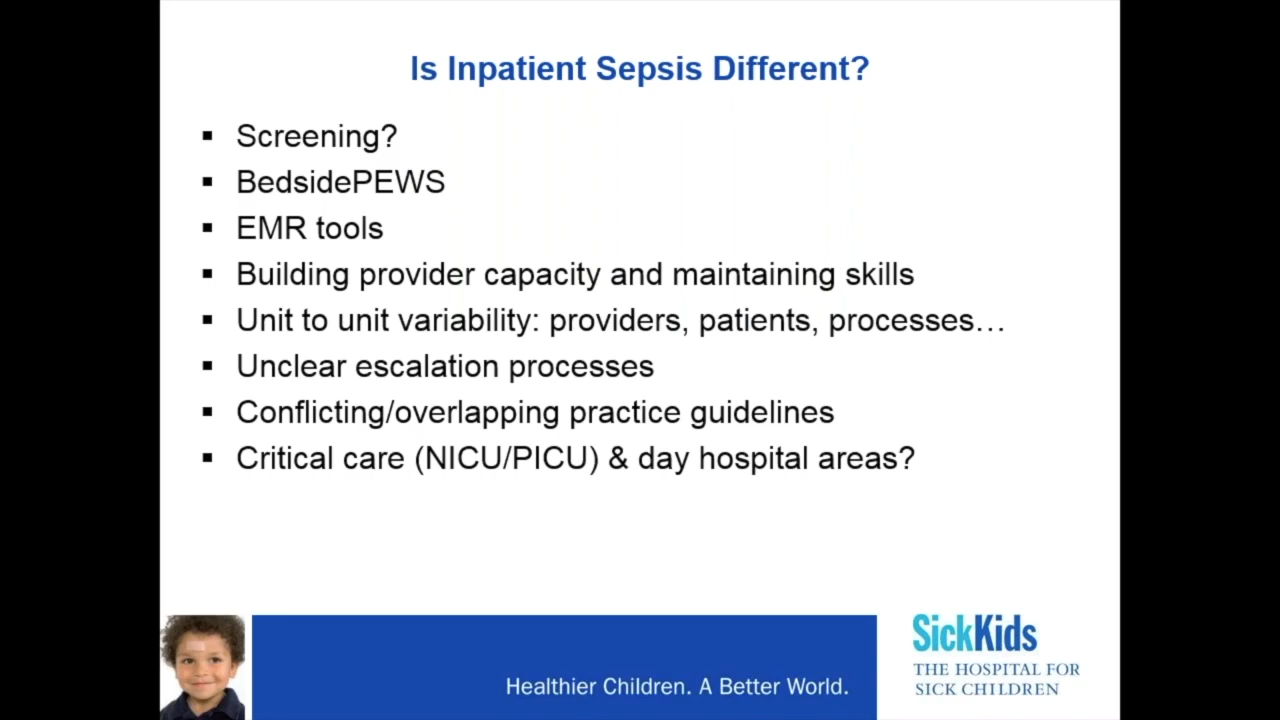 Is Inpatient Sepsis Different?
▪ Screening?
▪ BedsidePEWS
▪ EMR tools
▪ Building provider capacity and maintaining skills
▪ Unit to unit variability: providers, patients, processes…
▪ Unclear escalation processes
▪ Conflicting/overlapping practice guidelines
▪ Critical care (NICU/PICU) & day hospital areas?
Healthier Children. A Better World.
SickKids
THE HOSPITAL FOR
SICK CHILDREN